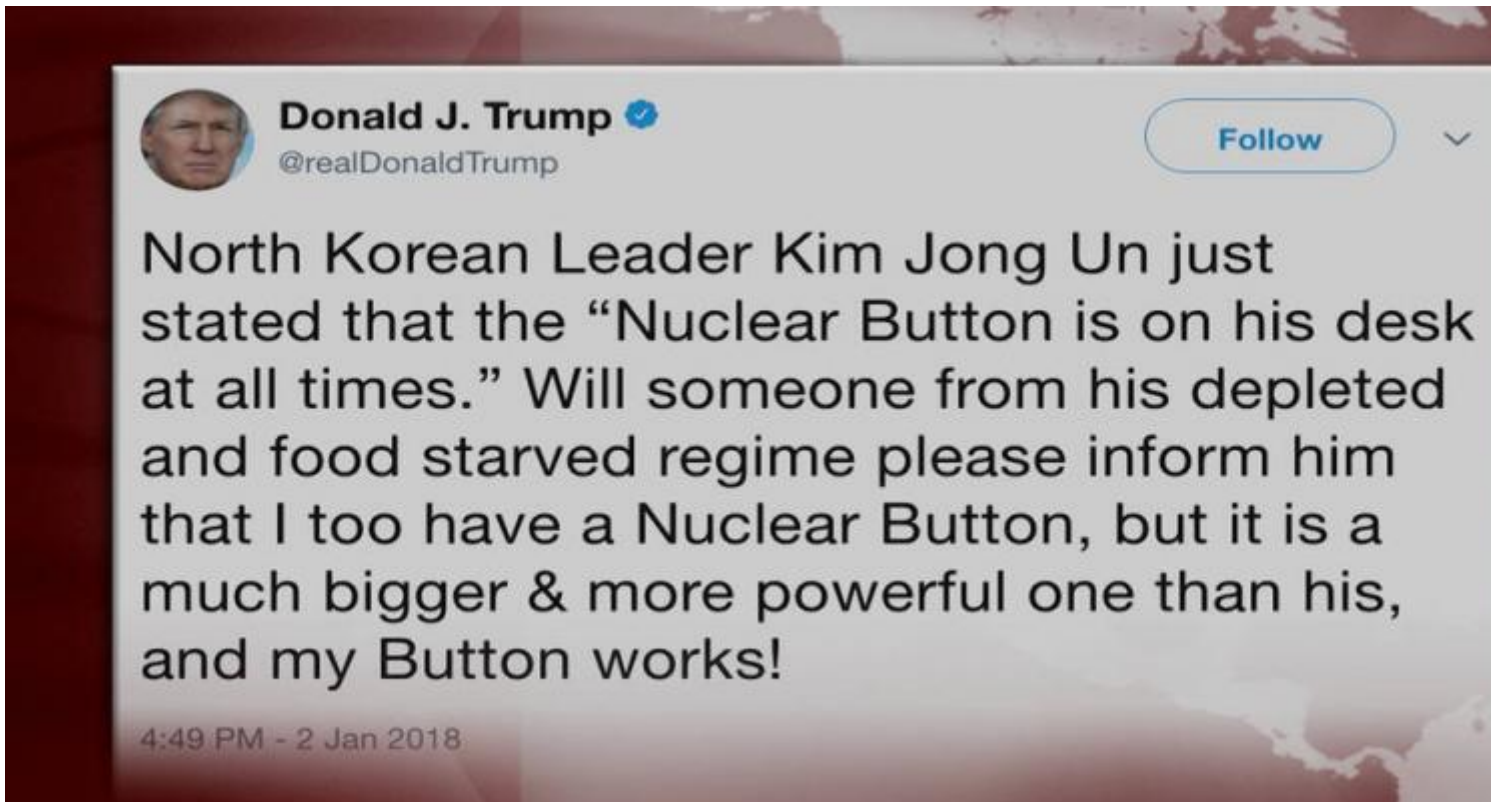 Donald J. Trump
@realDonaldTrump
Follow
North Korean Leader Kim Jong Un just
stated that the “Nuclear Button is on his desk
at all times.” Will someone from his depleted
and food starved regime please inform him
that I too have a Nuclear Button, but it is a
much bigger & more powerful one than his,
and my Button works!
4:49 PM - 2 Jan 2018